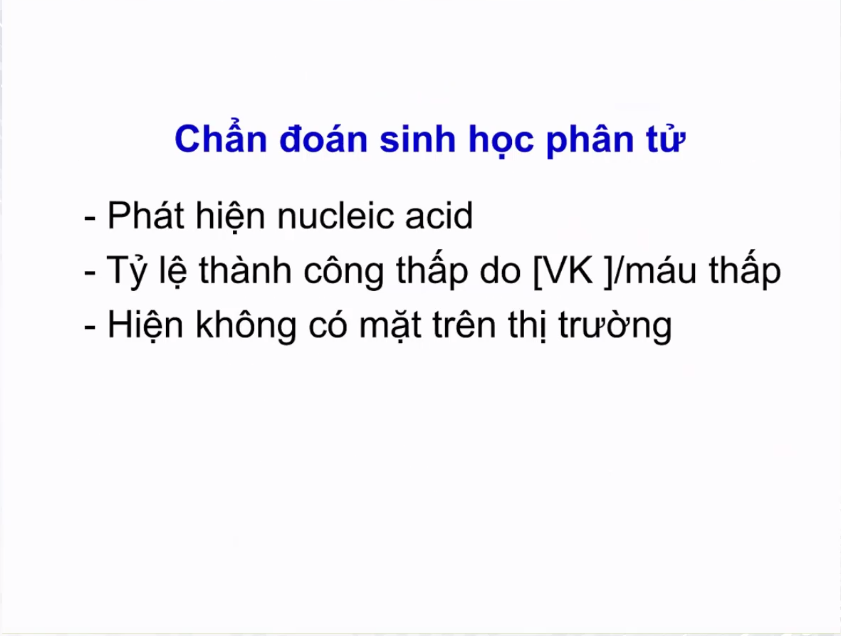 Chẩn đoán sinh học phân tử
- Phát hiện nucleic acid
- Tỷ lệ thành công thấp do [VK ]/máu thấp
- Hiện không có mặt trên thị trường